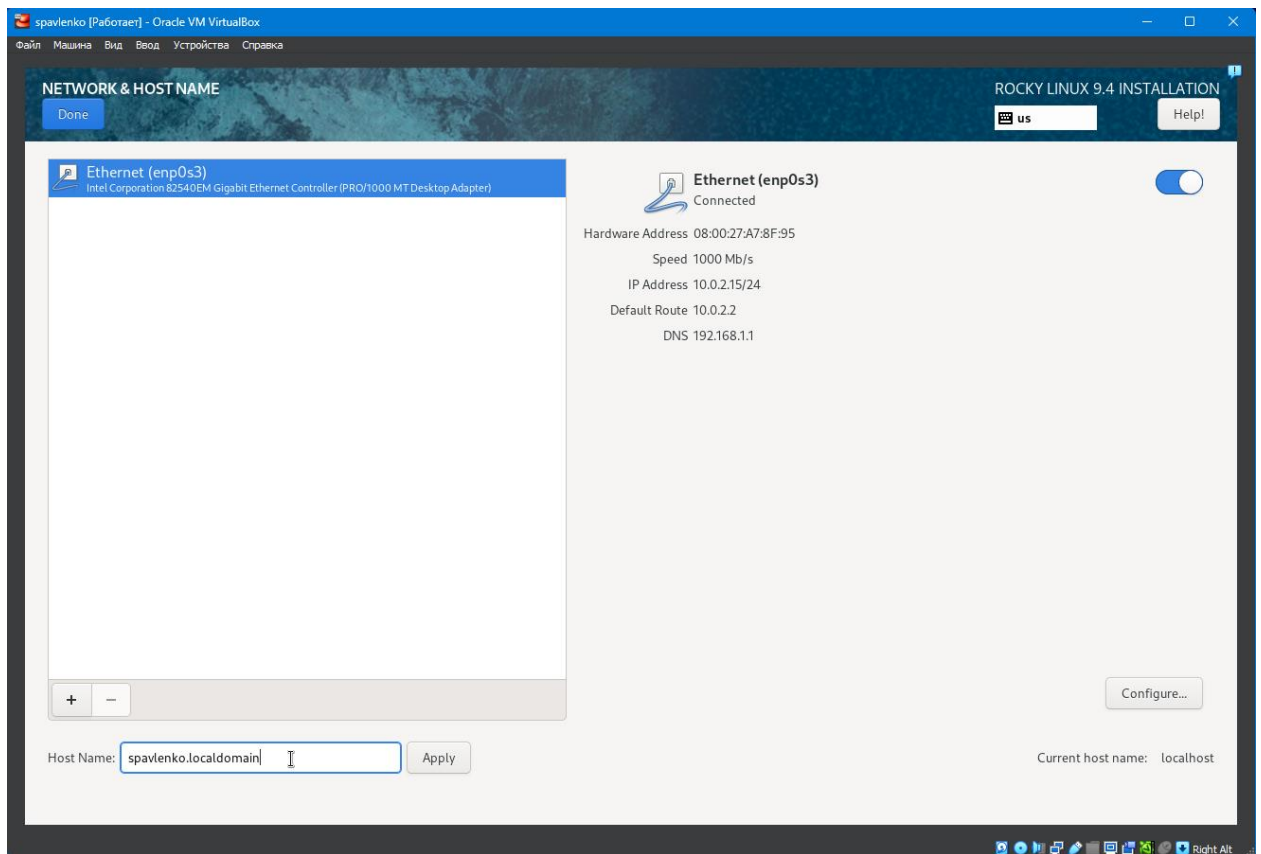 spavlenko [Работает] - Oracle VM VirtualBox
Файл Машина Вид Ввод Устройства Справка
NETWORK & HOST NAME
ROCKY LINUX 9.4 INSTALLATION
Done
us
Help!
Ethernet (enp0s3)
Intel Corporation 82540EM Gigabit Ethernet Controller (PRO/1000 MT Desktop Adapter)
Ethernet (enp0s3)
Connected
Hardware Address 08:00:27:A7:8F:95
Speed 1000 Mb/s
IP Address 10.0.2.15/24
Default Route 10.0.2.2
DNS 192.168.1.1
+ −
Configure...
Host Name: spavlenko.localdomain Apply
Current host name: localhost
Right Alt